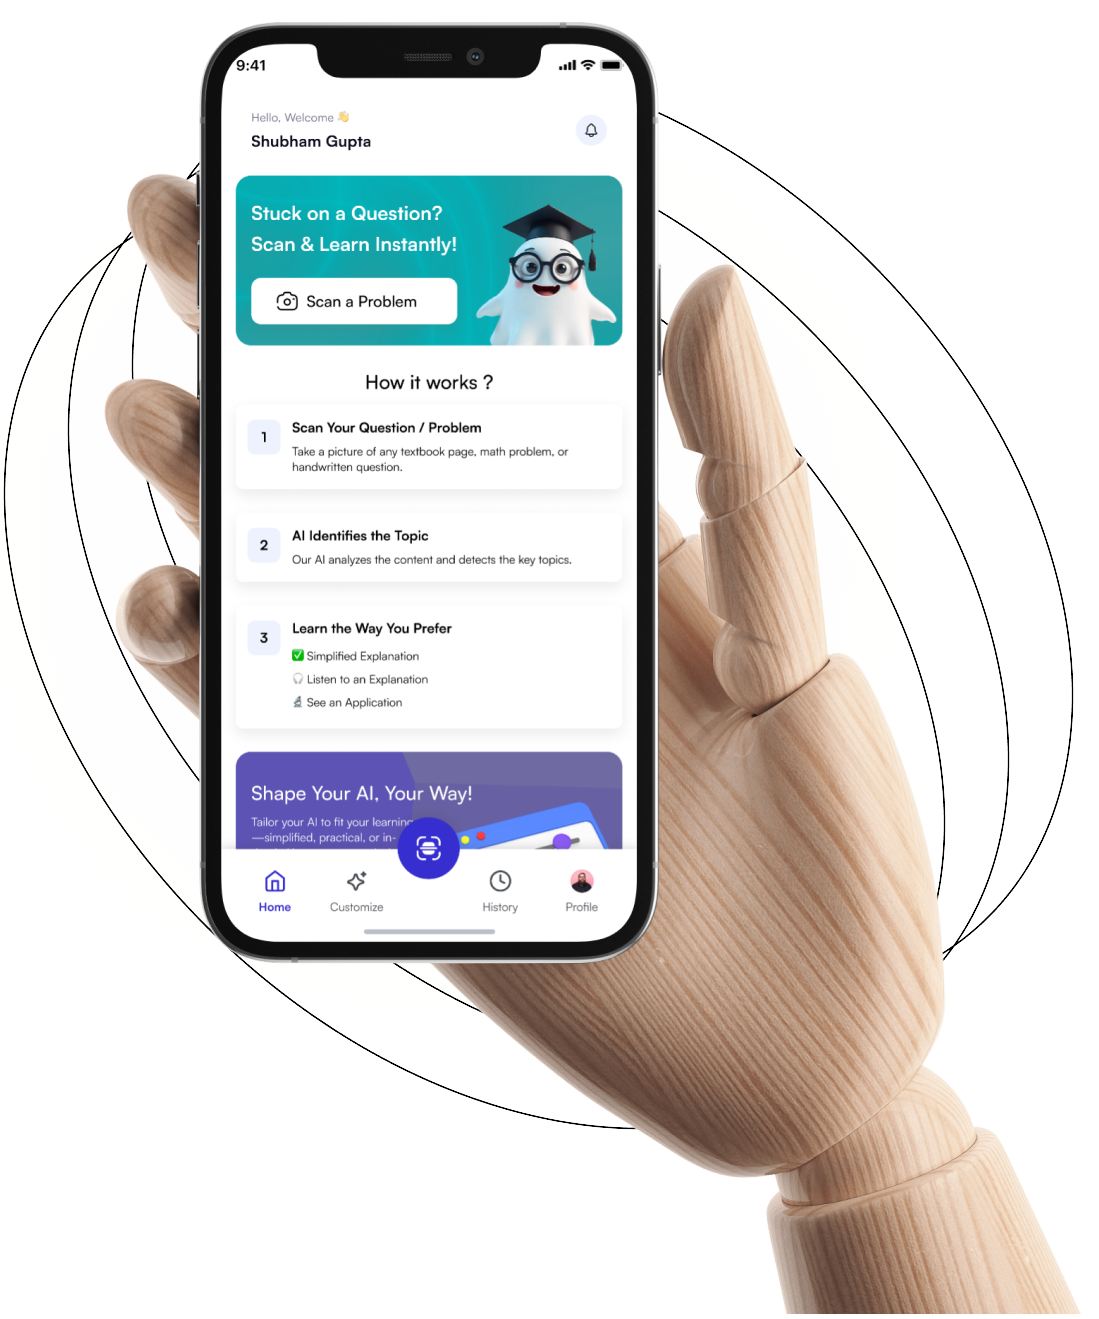 9:41
Hello, Welcome 👋
Shubham Gupta
Stuck on a Question?
Scan & Learn Instantly!
Scan a Problem
How it works ?
1
Scan Your Question / Problem
Take a picture of any textbook page, math problem, or
handwritten question.
2
AI Identifies the Topic
Our AI analyzes the content and detects the key topics.
3
Learn the Way You Prefer
✅ Simplified Explanation
🎧 Listen to an Explanation
🔬 See an Application
Shape Your AI, Your Way!
Tailor your AI to fit your learning
—simplified, practical, or in-
Home
Customize
History
Profile